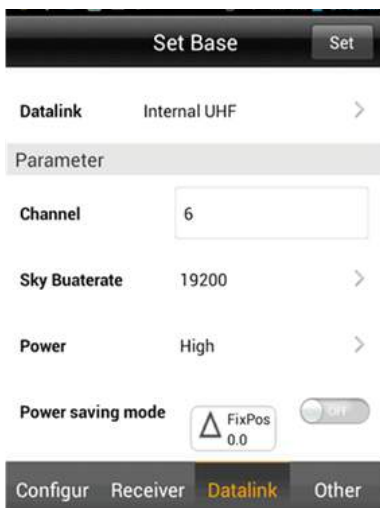 Set Base Set
Datalink Internal UHF
Parameter
Channel 6
Sky Buaterate 19200
Power High
Power saving mode OFF
FixPos
0.0
Configur Receiver Datalink Other